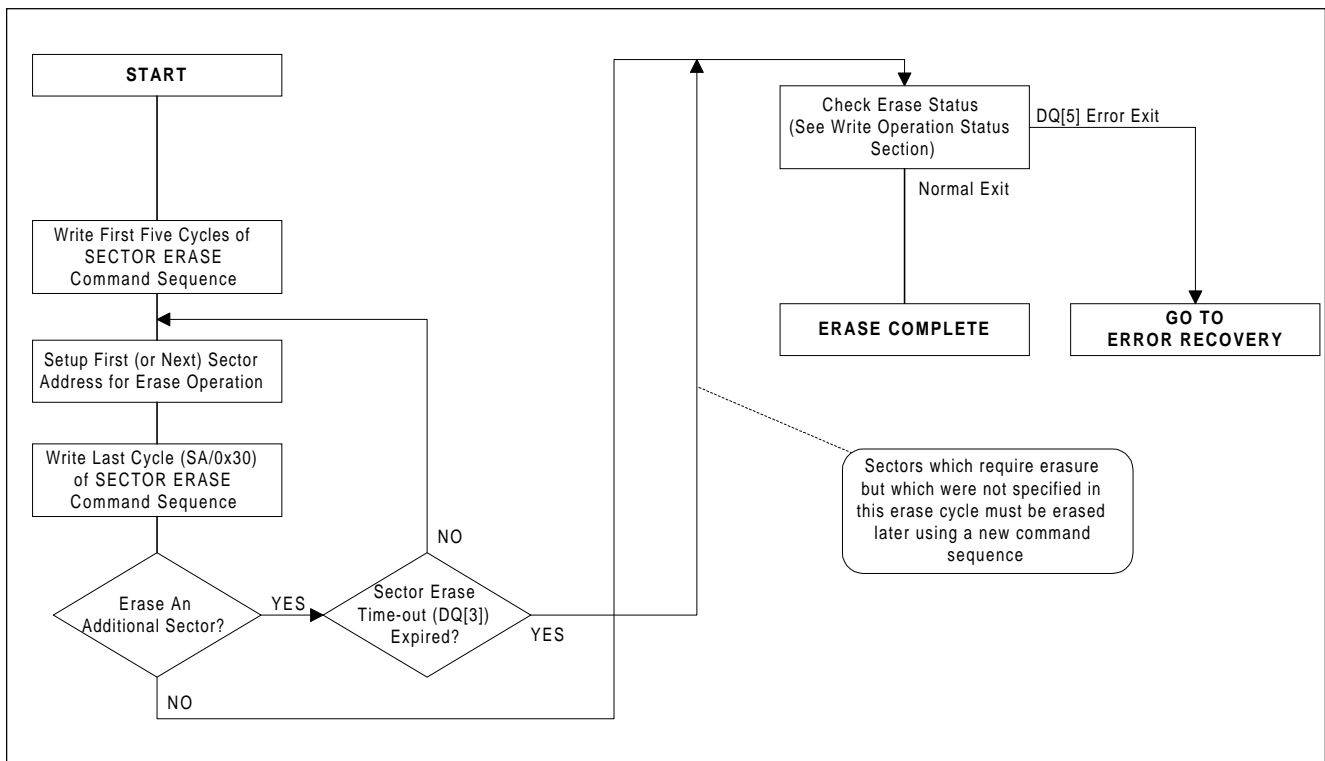 START
Write First Five Cycles of
SECTOR ERASE
Command Sequence
Setup First (or Next) Sector
Address for Erase Operation
Write Last Cycle (SA/0x30)
of SECTOR ERASE
Command Sequence
Erase An
Additional Sector?
YES
NO
Sector Erase
Time-out (DQ[3])
Expired?
NO
YES
Check Erase Status
(See Write Operation Status
Section)
DQ[5] Error Exit
Normal Exit
ERASE COMPLETE
GO TO
ERROR RECOVERY
Sectors which require erasure
but which were not specified in
this erase cycle must be erased
later using a new command
sequence